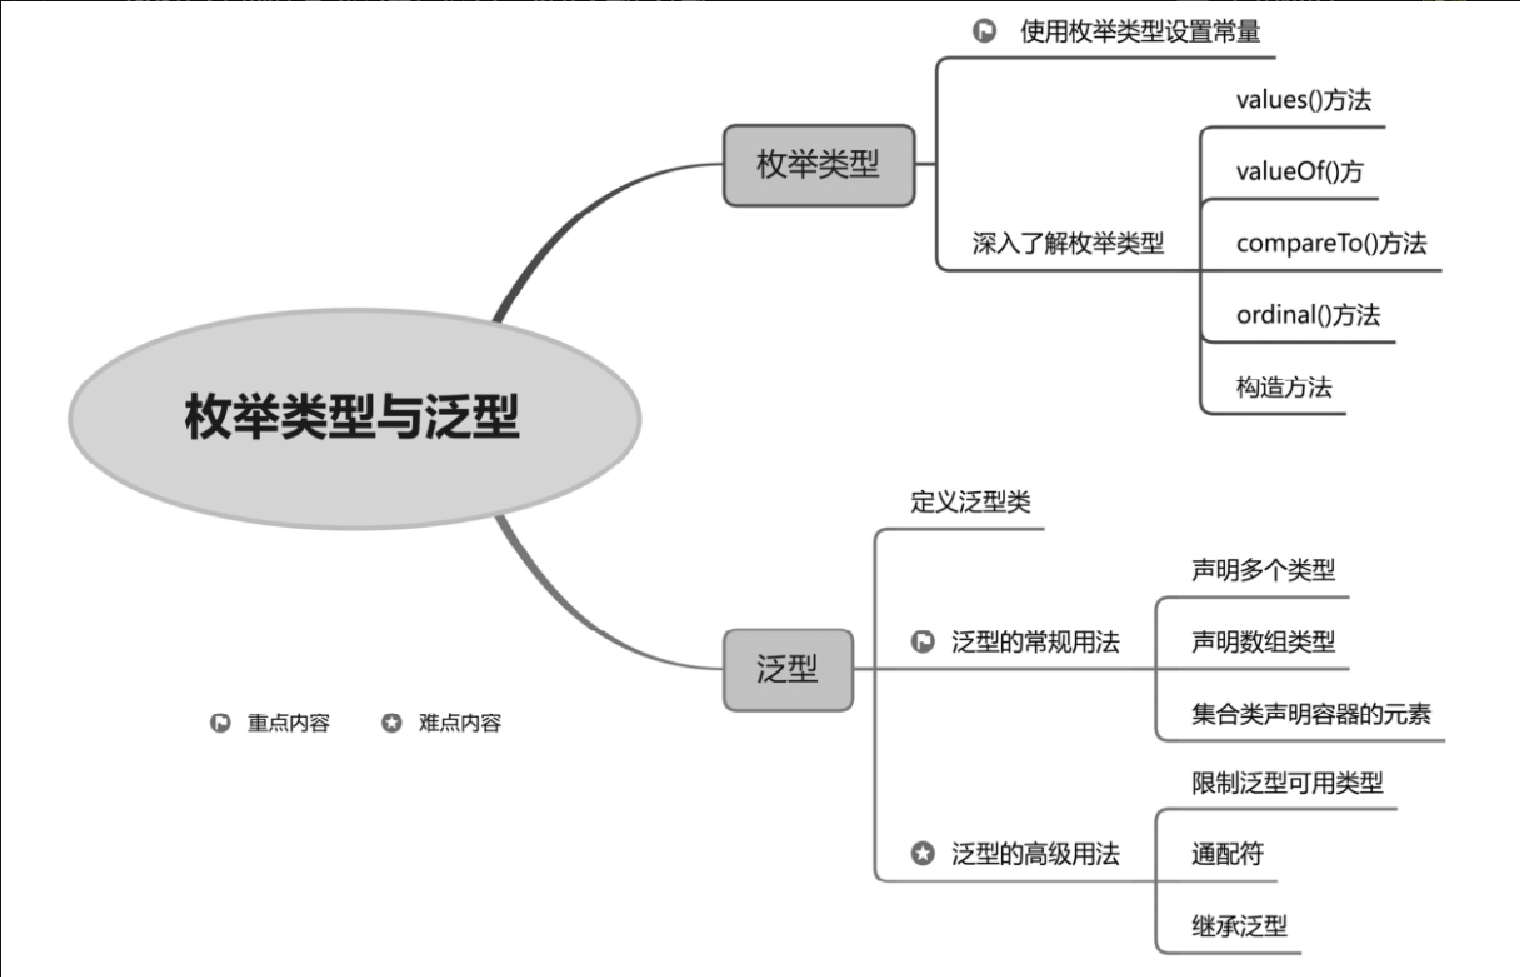 使用枚举类型设置常量
values()方法
枚举类型
valueOf()方
深入了解枚举类型
compareTo()方法
ordinal()方法
构造方法
枚举类型与泛型
定义泛型类
声明多个类型
泛型的常规用法
声明数组类型
泛型
集合类声明容器的元素
重点内容
难点内容
限制泛型可用类型
泛型的高级用法
通配符
继承泛型